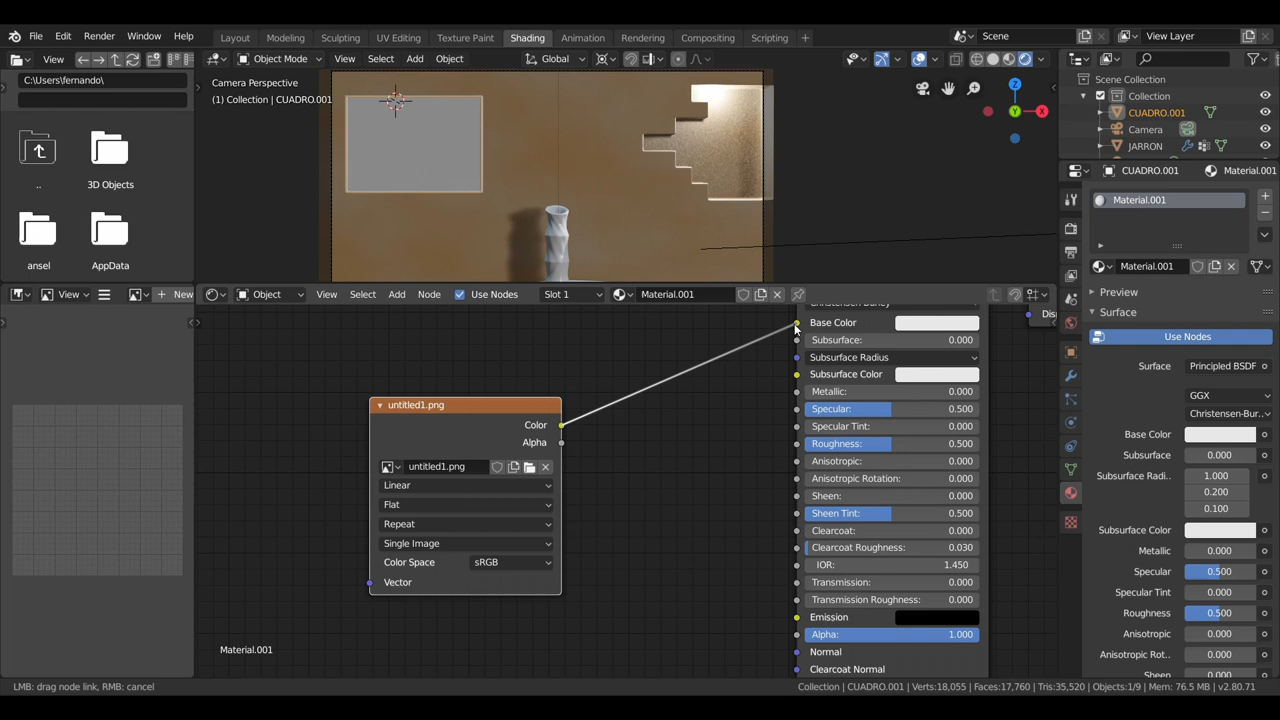 File Edit Render Window Help Layout Modeling Sculpting UV Editing Texture Paint Shading Animation Rendering Compositing Scripting + Scene View Layer
View Object Mode View Select Add Object Global
C:\Users\fernando\
Camera Perspective
(1) Collection | CUADRO.001
Scene Collection
Collection
CUADRO.001
Camera
JARRON
..
3D Objects
ansel
AppData
CUADRO.001 Material.001
Material.001
Material.001
Preview
Surface
Use Nodes
Surface Principled BSDF
GGX
Christensen-Bur..
Base Color
Subsurface 0.000
Subsurface Radi.. 1.000
0.200
0.100
Subsurface Color
Metallic 0.000
Specular 0.500
Specular Tint 0.000
Roughness 0.500
Anisotropic 0.000
Anisotropic Rot.. 0.000
Sheen 0.000
View + New Object View Select Add Node Use Nodes Slot 1 Material.001
Base Color
Subsurface: 0.000
Subsurface Radius
Subsurface Color
Metallic: 0.000
Specular: 0.500
Specular Tint: 0.000
Roughness: 0.500
Anisotropic: 0.000
Anisotropic Rotation: 0.000
Sheen: 0.000
Sheen Tint: 0.500
Clearcoat: 0.000
Clearcoat Roughness: 0.030
IOR: 1.450
Transmission: 0.000
Transmission Roughness: 0.000
Emission
Alpha: 1.000
Normal
Clearcoat Normal
untitled1.png
Color
Alpha
untitled1.png
Linear
Flat
Repeat
Single Image
Color Space sRGB
Vector
Material.001
LMB: drag node link, RMB: cancel
Collection | CUADRO.001 | Verts:18,055 | Faces:17,760 | Tris:35,520 | Objects:1/9 | Mem: 76.5 MB | v2.80.71